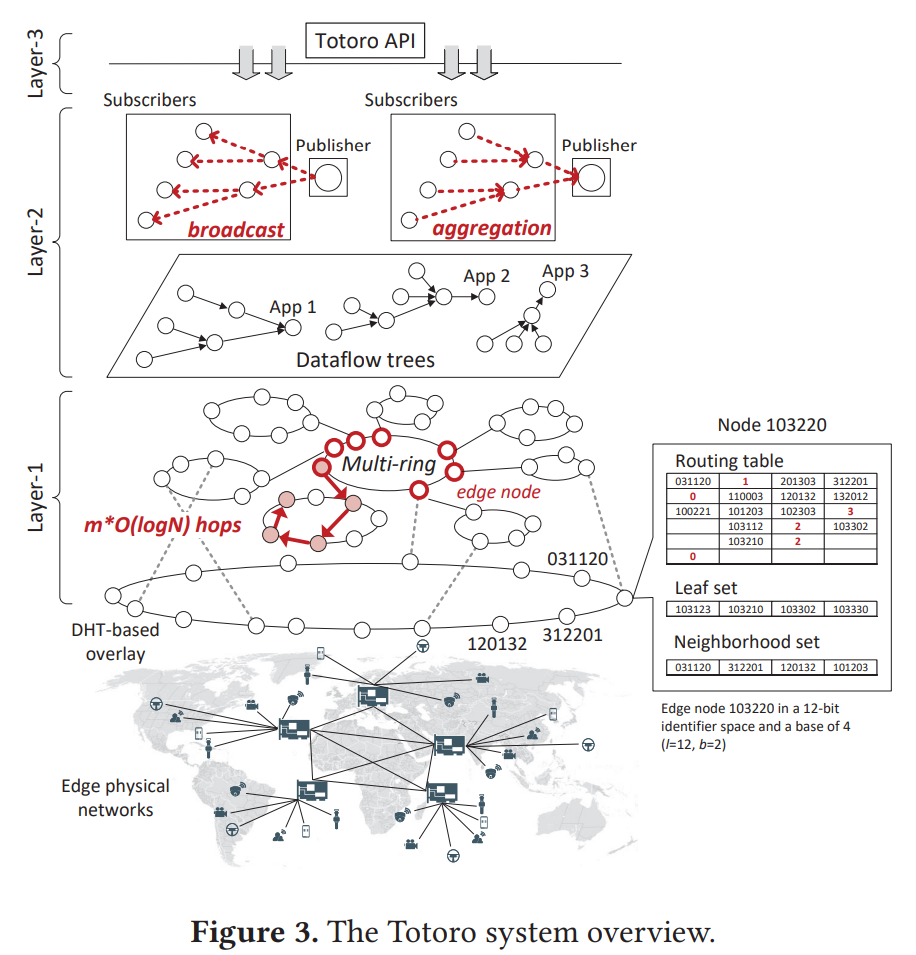 Layer-3
Totoro API
Layer-2
Subscribers
Publisher
broadcast
Subscribers
Publisher
aggregation
App 1
App 2
App 3
Dataflow trees
Layer-1
Multi-ring
edge node
m*O(logN) hops
031120
DHT-based
overlay
120132
312201
Node 103220
Routing table
031120 1 201303 312201
0 110003 120132 132012
100221 101203 102303 3
103112 2 103302
103210 2
0
Leaf set
103123 103210 103302 103330
Neighborhood set
031120 312201 120132 101203
Edge node 103220 in a 12-bit
identifier space and a base of 4
(l=12, b=2)
Edge physical
networks
Figure 3. The Totoro system overview.